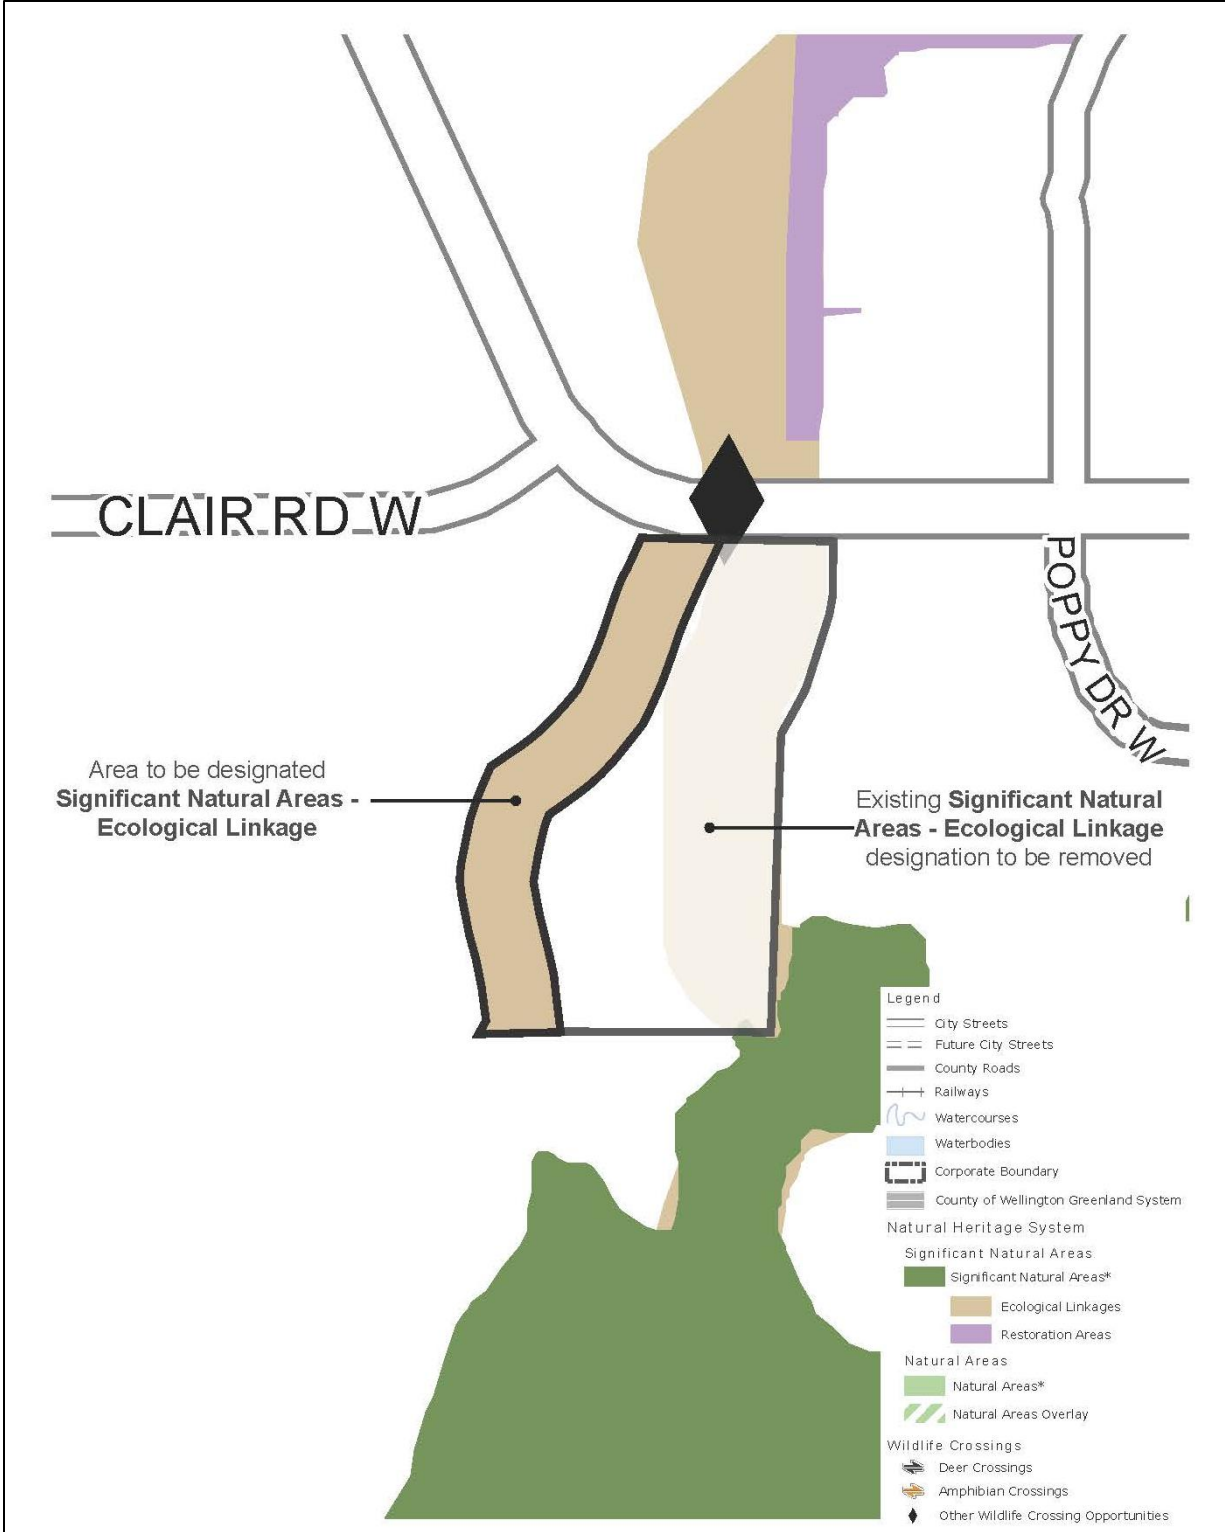 CLAIR RD W
POPPY DR W
Area to be designated
Significant Natural Areas -
Ecological Linkage
Existing Significant Natural
Areas - Ecological Linkage
designation to be removed
Legend
City Streets
Future City Streets
County Roads
Railways
Watercourses
Waterbodies
Corporate Boundary
County of Wellington Greenland System
Natural Heritage System
Significant Natural Areas
Significant Natural Areas*
Ecological Linkages
Restoration Areas
Natural Areas
Natural Areas*
Natural Areas Overlay
Wildlife Crossings
Deer Crossings
Amphibian Crossings
Other Wildlife Crossing Opportunities